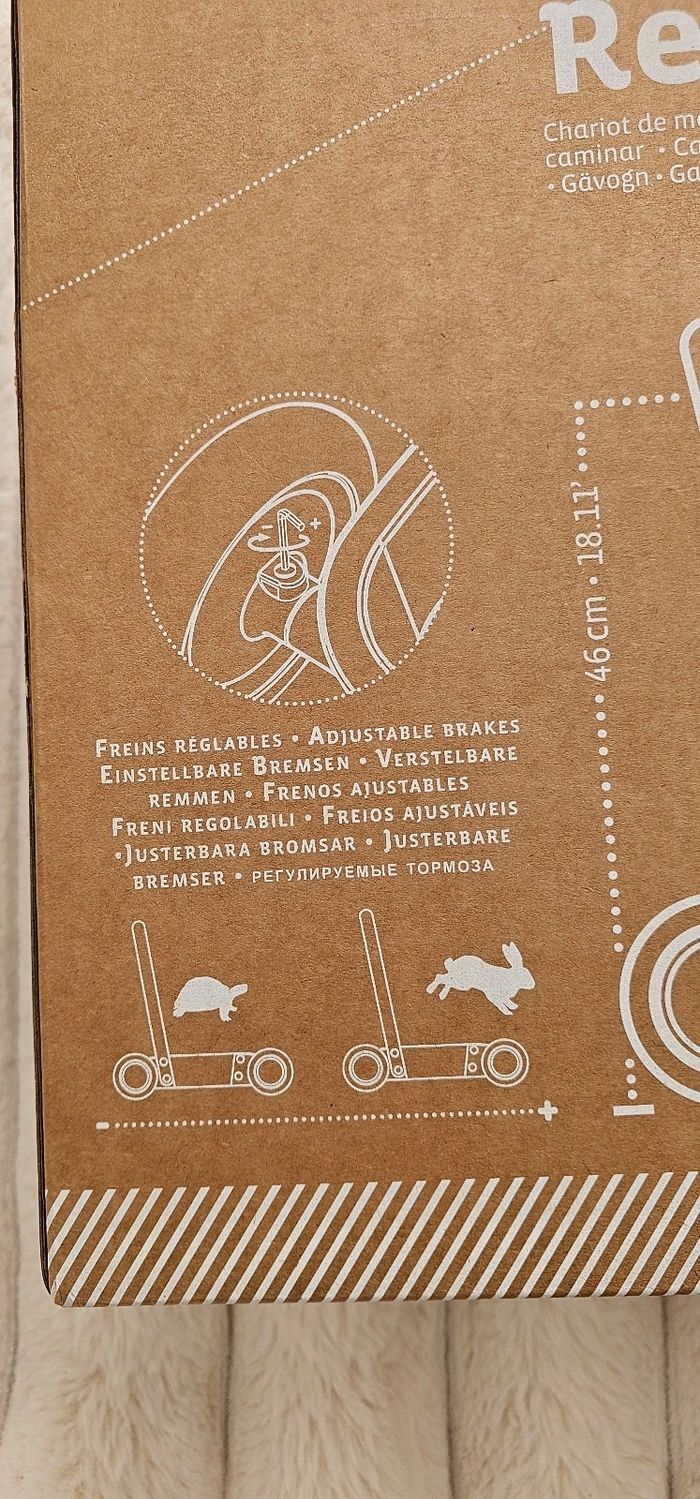 Re
Chariot de
caminar •
• Gävogn •
46 cm • 18.11'
- +
FREINS RÉGLABLES • ADJUSTABLE BRAKES
EINSTELLBARE BREMSEN • VERSTELBARE
REMMEN • FRENOS AJUSTABLES
FRENI REGOLABILI • FREIOS AJUSTÁVEIS
•JUSTERBARA BROMSAR • JUSTERBARE
BREMSER • РЕГУЛИРУЕМЫЕ ТОРМОЗА
- +